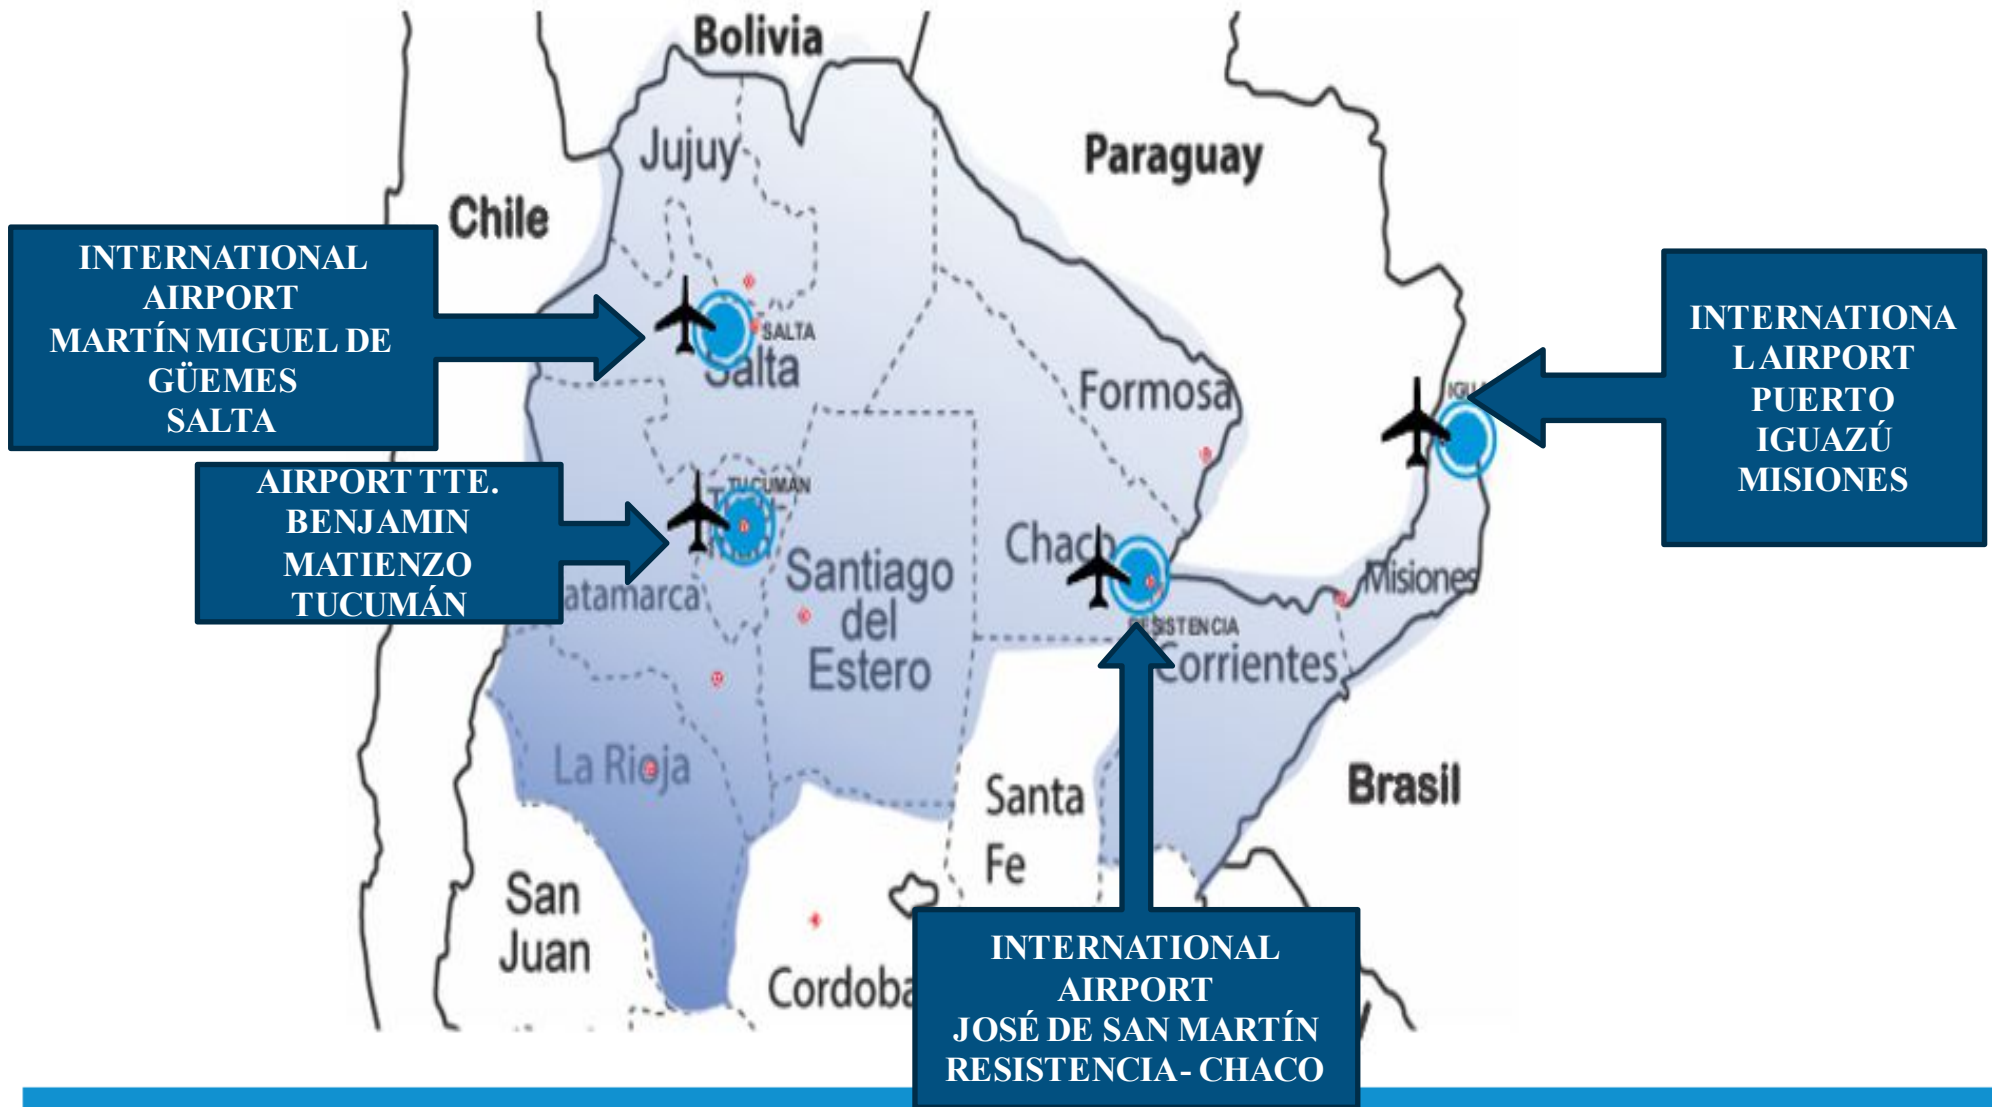 Bolivia
Jujuy
Paraguay
Chile
INTERNATIONAL
AIRPORT
MARTÍN MIGUEL DE
GÜEMES
SALTA
SALTA
Salta
INTERNATIONA
L AIRPORT
PUERTO
IGUAZÚ
MISIONES
Formosa
AIRPORT TTE.
BENJAMIN
MATIENZO
TUCUMÁN
TUCUMÁN
Chaco
Santiago
del
Estero
atamarca
Misiones
RESISTENCIA
Corrientes
La Rioja
Santa
Fe
Brasil
San
Juan
Cordoba
INTERNATIONAL
AIRPORT
JOSÉ DE SAN MARTÍN
RESISTENCIA - CHACO